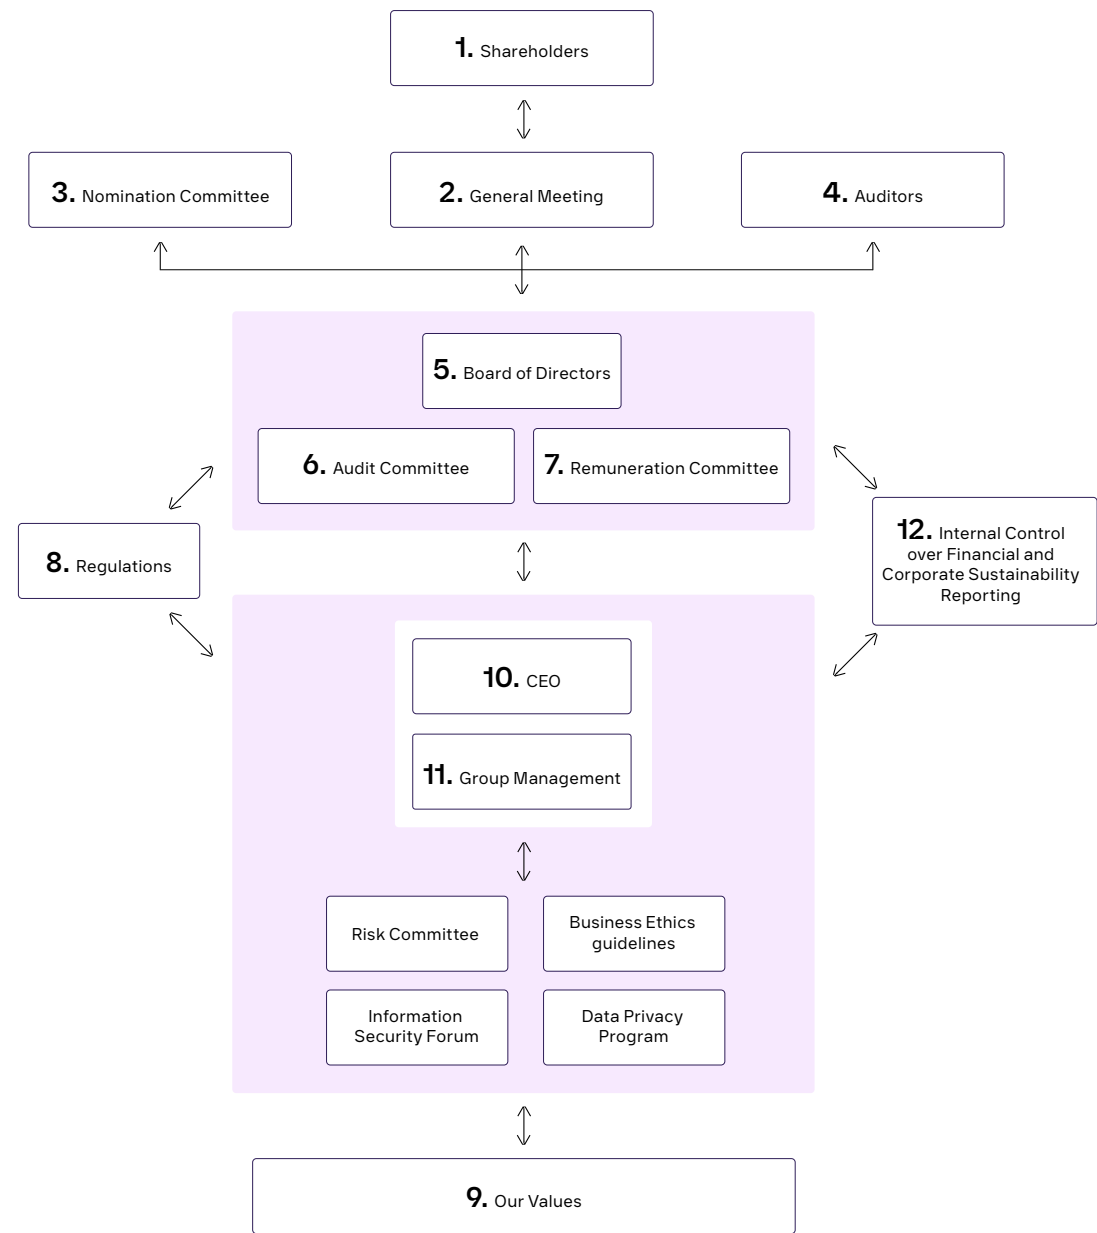 1. Shareholders
3. Nomination Committee
2. General Meeting
4. Auditors
5. Board of Directors
6. Audit Committee
7. Remuneration Committee
8. Regulations
12. Internal Control
over Financial and
Corporate Sustainability
Reporting
10. CEO
11. Group Management
Risk Committee
Business Ethics
guidelines
Information
Security Forum
Data Privacy
Program
9. Our Values